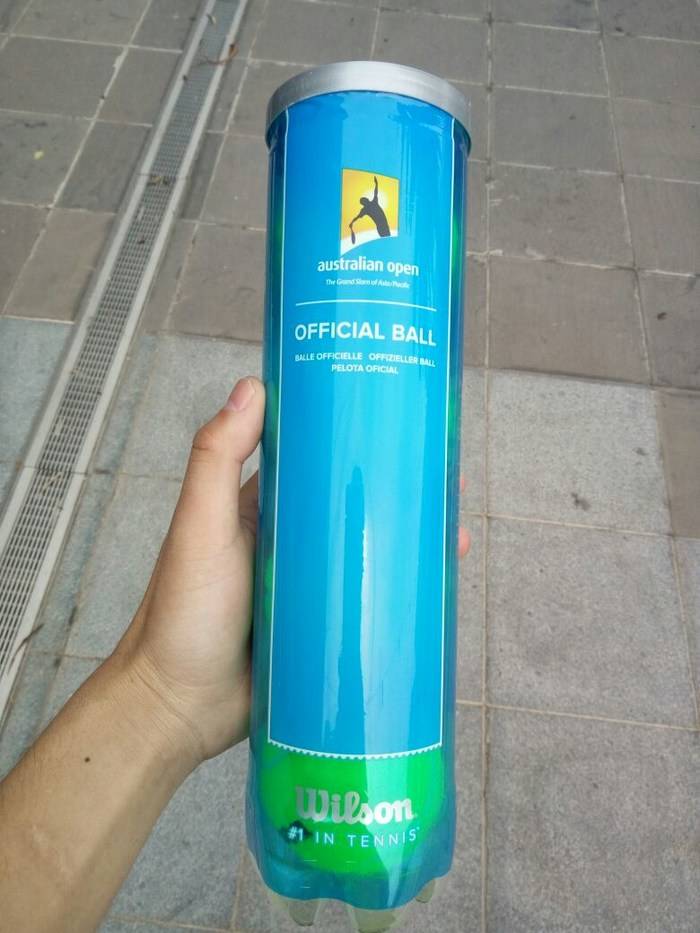 australian open
The Grand Slam of Asia/Pacific
OFFICIAL BALL
BALLE OFFICIELLE OFFIZIELLER BALL
PELOTA OFICIAL
Wilson
#1 IN TENNIS